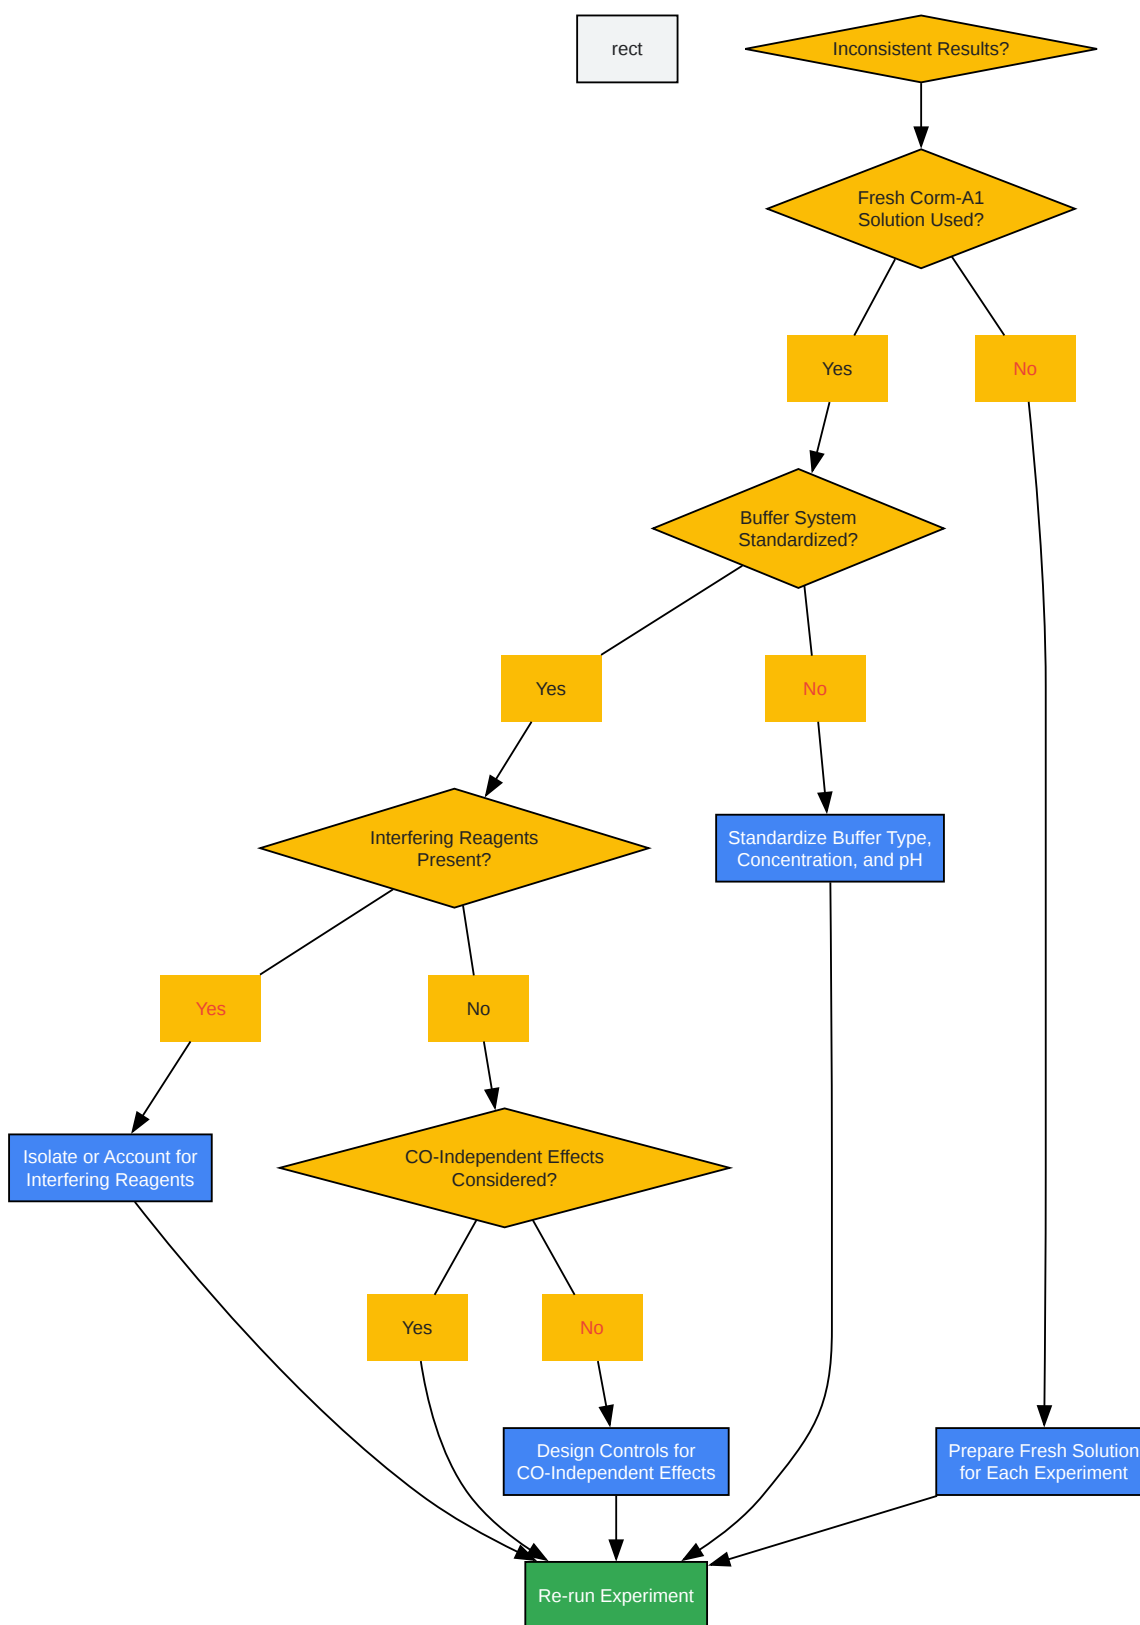 rect
Inconsistent Results?
Fresh Corm-A1
Solution Used?
Yes
No
Buffer System
Standardized?
Yes
No
Interfering Reagents
Present?
Standardize Buffer Type,
Concentration, and pH
Yes
No
Isolate or Account for
Interfering Reagents
CO-Independent Effects
Considered?
Yes
No
Design Controls for
CO-Independent Effects
Prepare Fresh Solution
for Each Experiment
Re-run Experiment